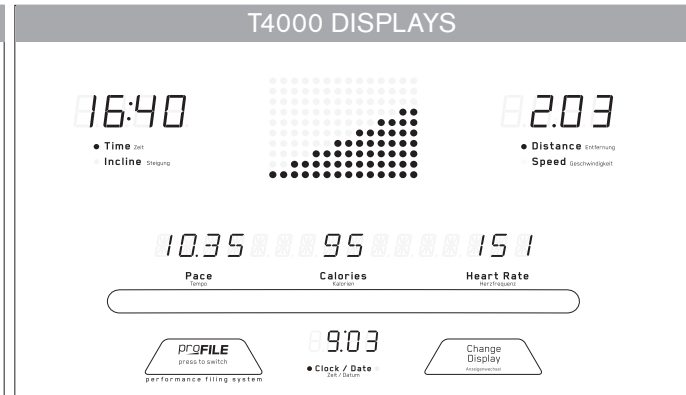 T4000 DISPLAYS
16:40
2.03
Time Zeit
Incline Steigung
Distance Entfernung
Speed Geschwindigkeit
10.35 95 151
Pace Calories Heart Rate
Tempo Kalorien Herzfrequenz
proFILE
press to switch
performance filing system
9:03
Clock / Date
Zeit / Datum
Change
Display
Anzeigenwechsel